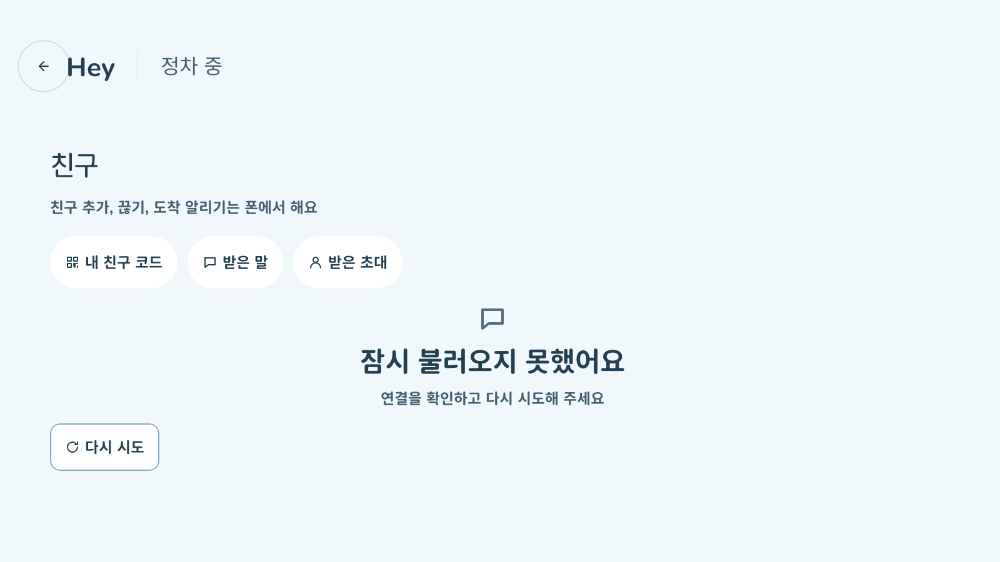 Hey
정차 중
친구
친구 추가, 끊기, 도착 알리기는 폰에서 해요
내 친구 코드
받은 말
받은 초대
잠시 불러오지 못했어요
연결을 확인하고 다시 시도해 주세요
다시 시도